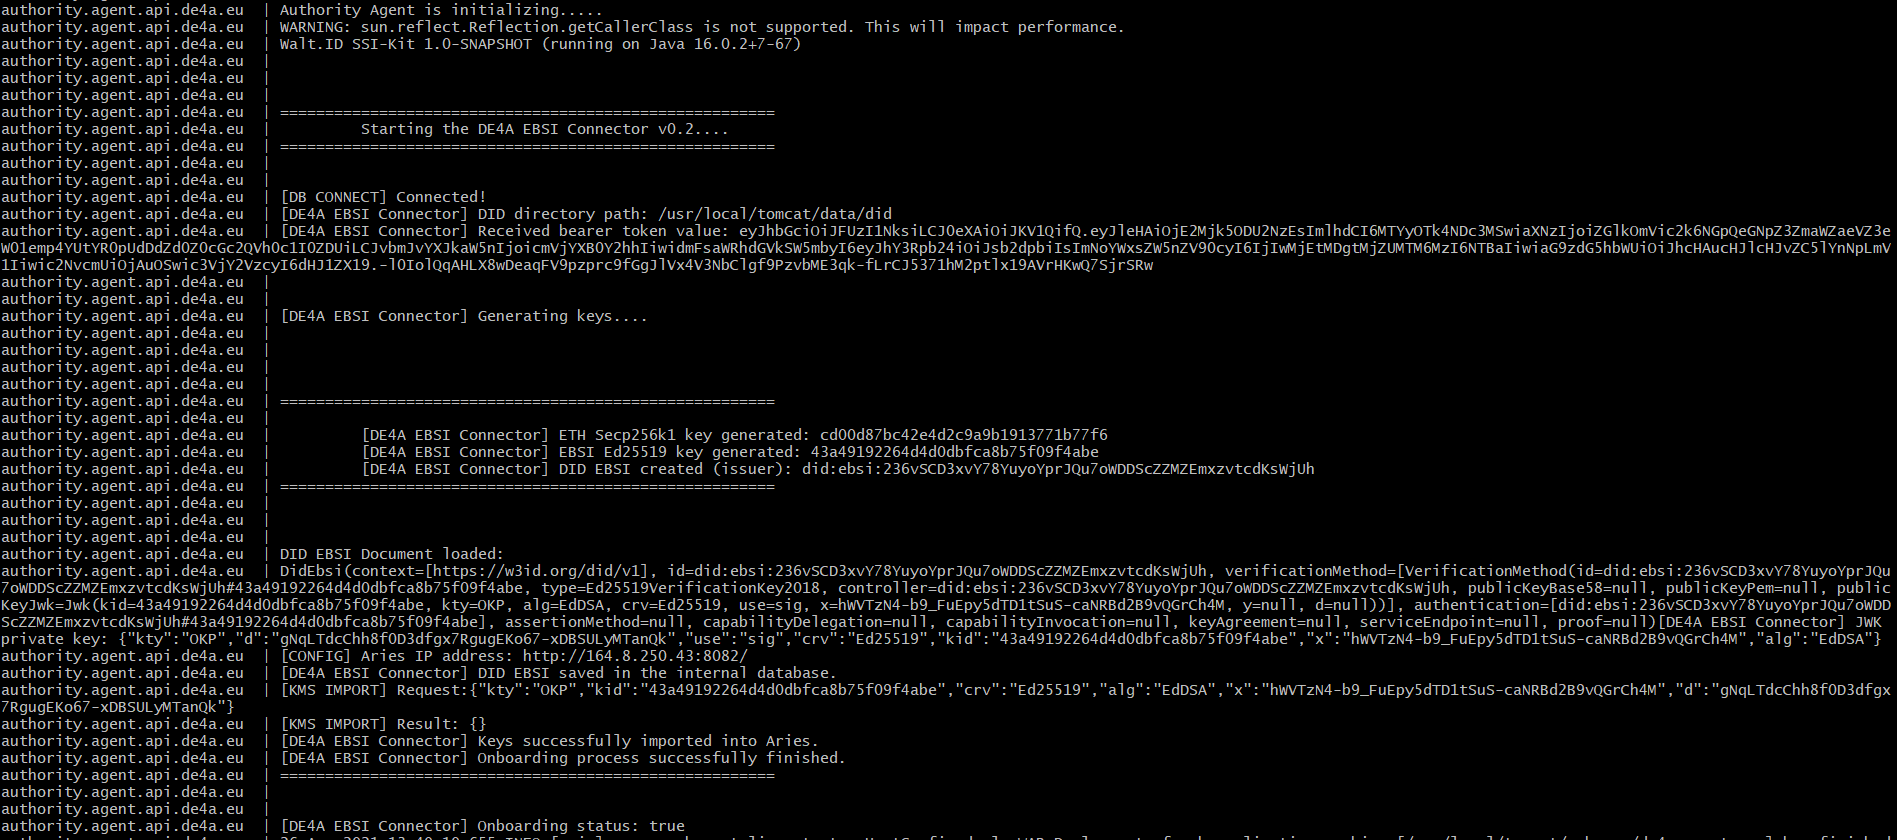 authority.agent.api.de4a.eu  | Authority Agent is initializing.....
authority.agent.api.de4a.eu  | WARNING: sun.reflect.Reflection.getCallerClass is not supported. This will impact performance.
authority.agent.api.de4a.eu  | Walt.ID SSI-Kit 1.0-SNAPSHOT (running on Java 16.0.2+7-67)
authority.agent.api.de4a.eu  |
authority.agent.api.de4a.eu  |
authority.agent.api.de4a.eu  |
authority.agent.api.de4a.eu  | =======================================================
authority.agent.api.de4a.eu  |          Starting the DE4A EBSI Connector v0.2....
authority.agent.api.de4a.eu  | =======================================================
authority.agent.api.de4a.eu  |
authority.agent.api.de4a.eu  |
authority.agent.api.de4a.eu  | [DB CONNECT] Connected!
authority.agent.api.de4a.eu  | [DE4A EBSI Connector] DID directory path: /usr/local/tomcat/data/did
authority.agent.api.de4a.eu  | [DE4A EBSI Connector] Received bearer token value:
authority.agent.api.de4a.eu  |
authority.agent.api.de4a.eu  |
authority.agent.api.de4a.eu  | [DE4A EBSI Connector] Generating keys....
authority.agent.api.de4a.eu  |
authority.agent.api.de4a.eu  |
authority.agent.api.de4a.eu  |
authority.agent.api.de4a.eu  |
authority.agent.api.de4a.eu  | =======================================================
authority.agent.api.de4a.eu  |
authority.agent.api.de4a.eu  |          [DE4A EBSI Connector] ETH Secp256k1 key generated: cd00d87bc42e4d2c9a9b1913771b77f6
authority.agent.api.de4a.eu  |          [DE4A EBSI Connector] EBSI Ed25519 key generated: 43a49192264d4d0dbfca8b75f09f4abe
authority.agent.api.de4a.eu  |          [DE4A EBSI Connector] DID EBSI created (issuer): did:ebsi:236vSCD3xvY78YuyoYprJQu7oWDDScZZMZEmxzvtcdKsWjUh
authority.agent.api.de4a.eu  | =======================================================
authority.agent.api.de4a.eu  |
authority.agent.api.de4a.eu  |
authority.agent.api.de4a.eu  |
authority.agent.api.de4a.eu  | DID EBSI Document loaded:
authority.agent.api.de4a.eu  | DidEbsi(context=[https://w3id.org/did/v1], id=did:ebsi:236vSCD3xvY78YuyoYprJQu7oWDDScZZMZEmxzvtcdKsWjUh, verificationMethod=[VerificationMethod(id=did:ebsi:236vSCD3xvY78YuyoYprJQu
7oWDDScZZMZEmxzvtcdKsWjUh#43a49192264d4d0dbfca8b75f09f4abe, type=Ed25519VerificationKey2018, controller=did:ebsi:236vSCD3xvY78YuyoYprJQu7oWDDScZZMZEmxzvtcdKsWjUh, publicKeyBase58=null, publicKeyPem=null, public
KeyJwk=Jwk(kid=43a49192264d4d0dbfca8b75f09f4abe, kty=OKP, alg=EdDSA, crv=Ed25519, use=sig, x=hWVTzN4-b9_FuEpy5dTD1tSuS-caNRBd2B9vQGrCh4M, y=null, d=null))], authentication=[did:ebsi:236vSCD3xvY78YuyoYprJQu7oWDD
ScZZMZEmxzvtcdKsWjUh#43a49192264d4d0dbfca8b75f09f4abe], assertionMethod=null, capabilityDelegation=null, capabilityInvocation=null, keyAgreement=null, serviceEndpoint=null, proof=null)[DE4A EBSI Connector] JWK
private key: {"kty":"OKP","d":"gNqLTdcChh8fOD3dfgx7RgugEKo67-xDBSULyMTanQk","use":"sig","crv":"Ed25519","kid":"43a49192264d4d0dbfca8b75f09f4abe","x":"hWVTzN4-b9_FuEpy5dTD1tSuS-caNRBd2B9vQGrCh4M","alg":"EdDSA"}
authority.agent.api.de4a.eu  | [CONFIG] Aries IP address: http://164.8.250.43:8082/
authority.agent.api.de4a.eu  | [DE4A EBSI Connector] DID EBSI saved in the internal database.
authority.agent.api.de4a.eu  | [KMS IMPORT] Request:{"kty":"OKP","kid":"43a49192264d4d0dbfca8b75f09f4abe","crv":"Ed25519","alg":"EdDSA","x":"hWVTzN4-b9_FuEpy5dTD1tSuS-caNRBd2B9vQGrCh4M","d":"gNqLTdcChh8fOD3dfgx
7RgugEKo67-xDBSULyMTanQk"}
authority.agent.api.de4a.eu  | [KMS IMPORT] Result: {}
authority.agent.api.de4a.eu  | [DE4A EBSI Connector] Keys successfully imported into Aries.
authority.agent.api.de4a.eu  | [DE4A EBSI Connector] Onboarding process successfully finished.
authority.agent.api.de4a.eu  | =======================================================
authority.agent.api.de4a.eu  |
authority.agent.api.de4a.eu  |
authority.agent.api.de4a.eu  | [DE4A EBSI Connector] Onboarding status: true